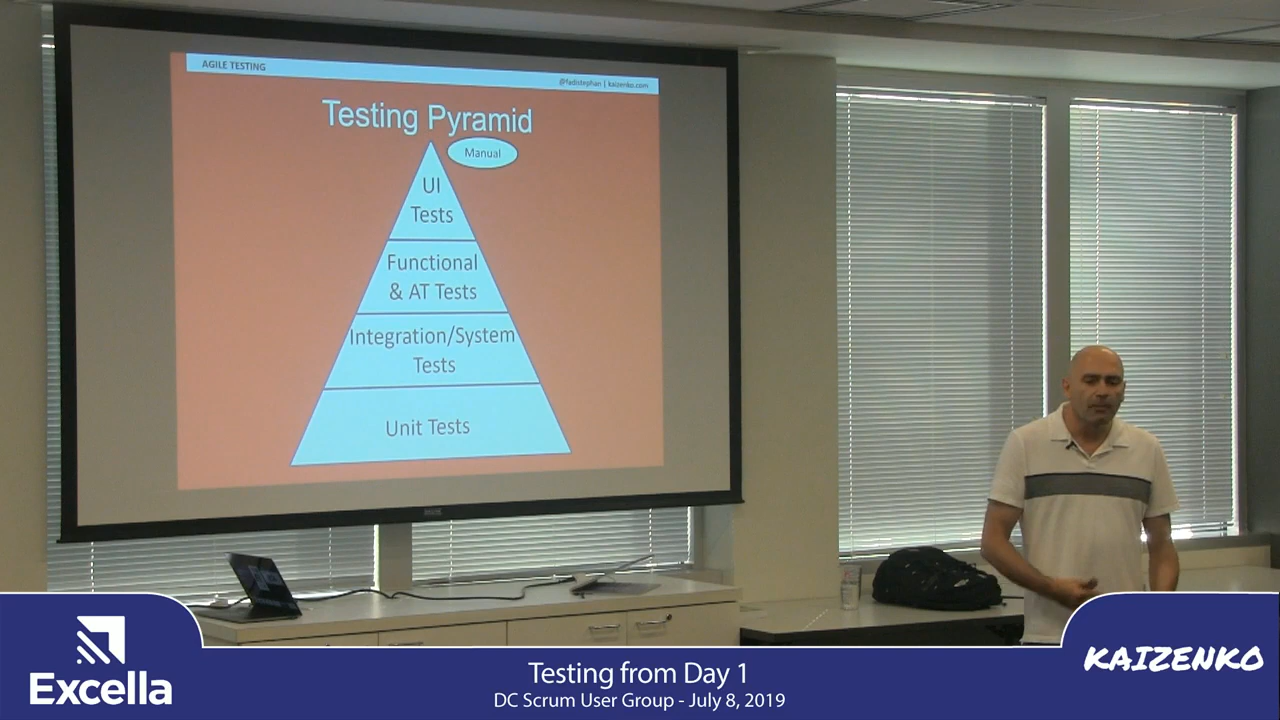 AGILE TESTING
@fadistephan | kaizenko.com
Testing Pyramid
Manual
UI
Tests
Functional
& AT Tests
Integration/System
Tests
Unit Tests
Excella
Testing from Day 1
DC Scrum User Group - July 8, 2019
KAIZENKO